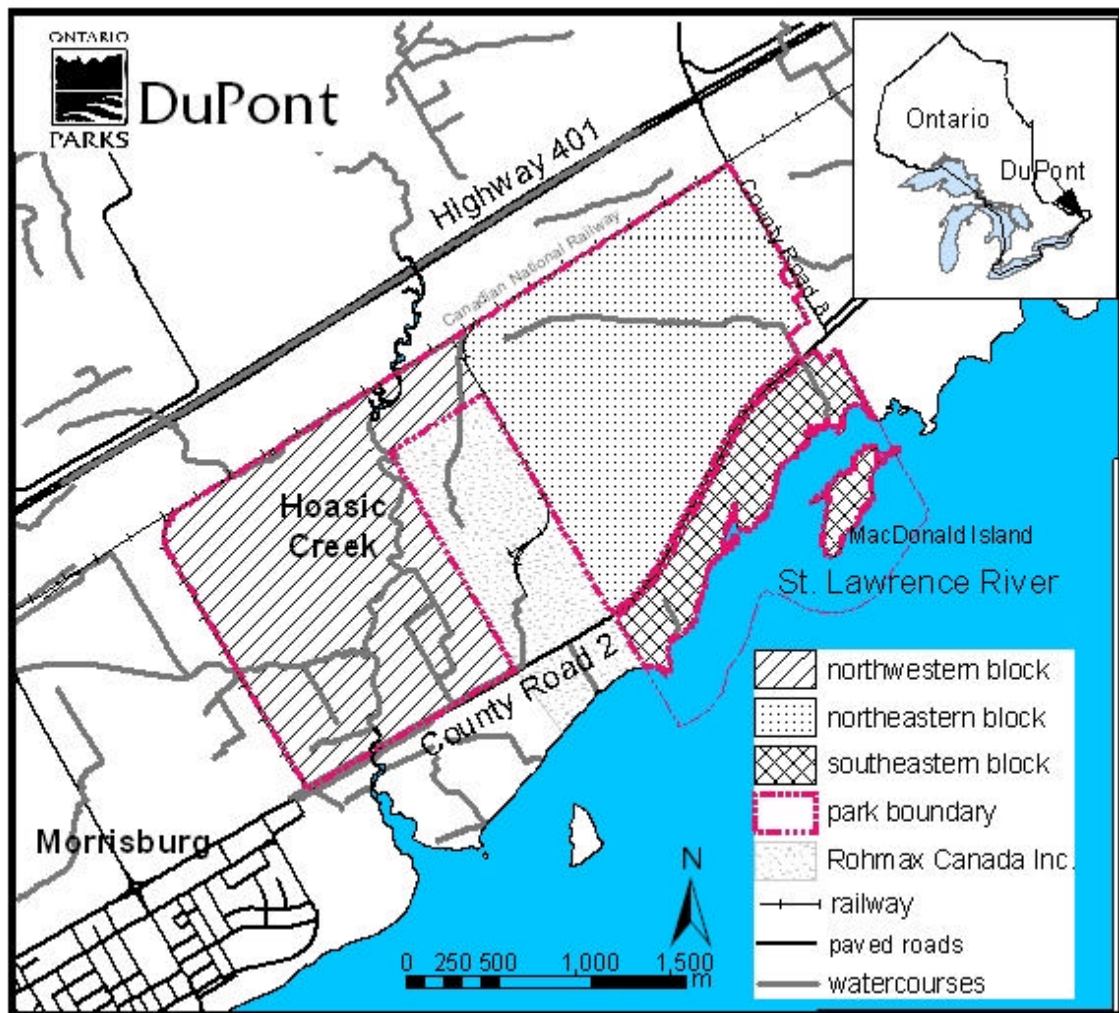 ONTARIO
PARKS
DuPont
Ontario
DuPont
Highway 401
County Road 8
Canadian National Railway
Hoasic
Creek
MacDonald Island
St. Lawrence River
County Road 2
Morrisburg
northwestern block
northeastern block
southeastern block
park boundary
Rohmax Canada Inc.
railway
paved roads
watercourses
N
0 250 500 1,000 1,500
m